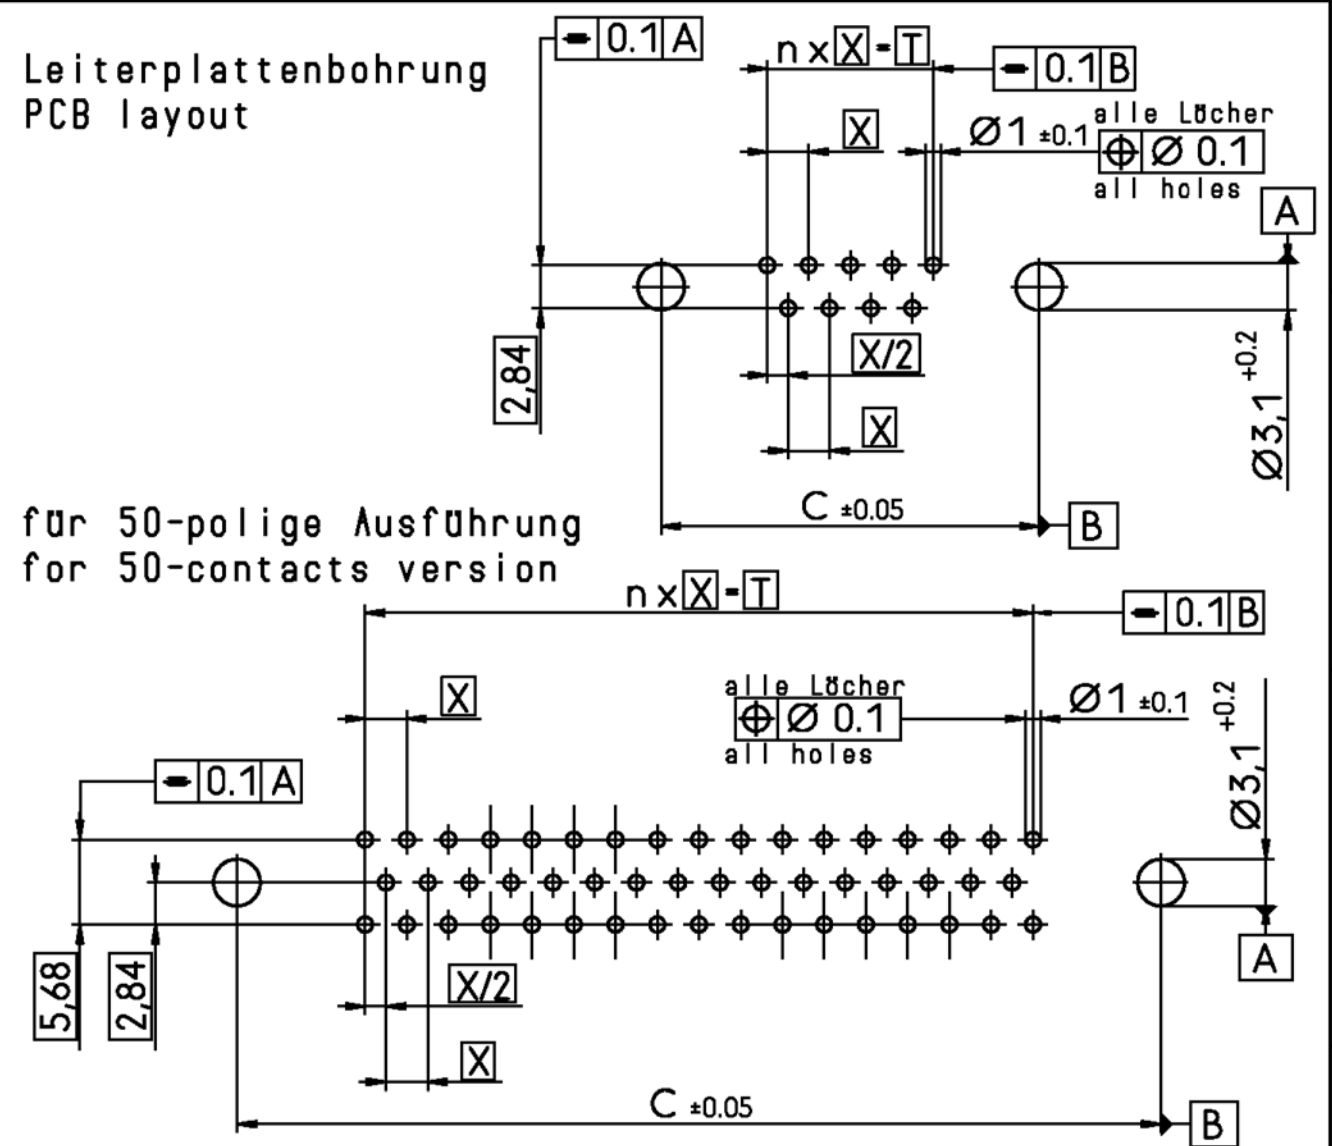 Leiterplattenbohrung
PCB layout
0.1 A
n x X = T
0.1 B
X
Ø1 ±0.1
alle Löcher
Ø 0.1
all holes
A
2,84
X/2
X
Ø3,1 +0.2
C ±0.05
B
für 50-polige Ausführung
for 50-contacts version
n x X = T
0.1 B
X
alle Löcher
Ø 0.1
all holes
Ø1 ±0.1
Ø3,1 +0.2
0.1 A
5,68
2,84
X/2
X
A
C ±0.05
B